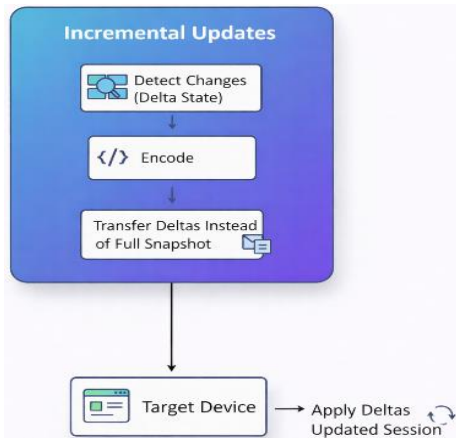 Incremental Updates
Detect Changes
(Delta State)
</> Encode
Transfer Deltas Instead
of Full Snapshot
Target Device
Apply Deltas
Updated Session